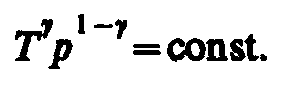 T^γ p^{1-γ} = const.